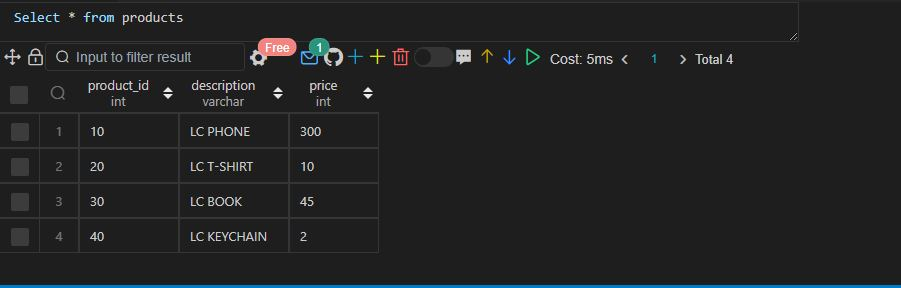 Select * from products
Free
1
Input to filter result
Cost: 5ms
1
Total 4
product_id description price
int varchar int
1 10 LC PHONE 300
2 20 LC T-SHIRT 10
3 30 LC BOOK 45
4 40 LC KEYCHAIN 2